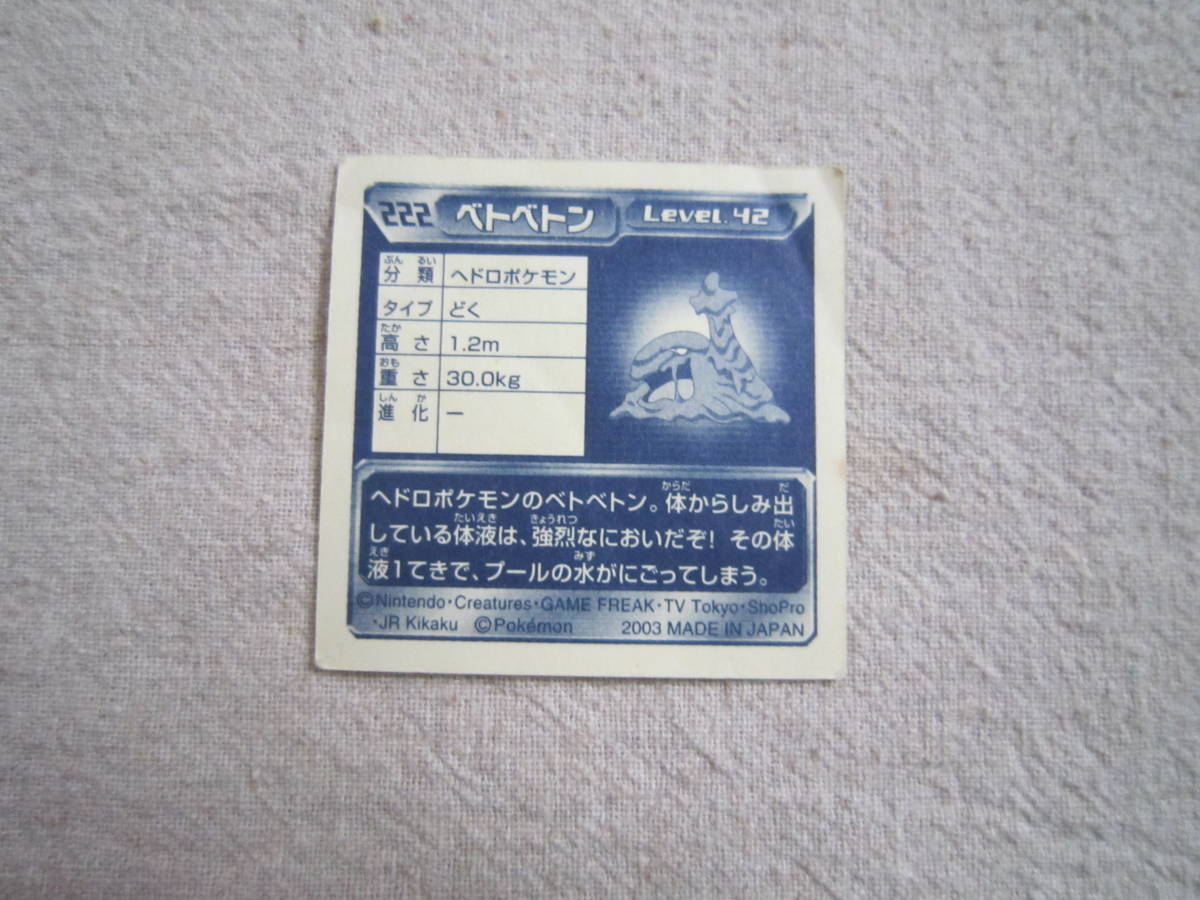 222 ベトベトン Level.42
ぶん るい
分類 ヘドロポケモン
タイプ どく
たか
高さ 1.2m
おも
重さ 30.0kg
しん か
進化 ー
からだ だ
ヘドロポケモンのベトベトン。体からしみ出
たいえき きょうれつ たい
している体液は、強烈なにおいだぞ! その体
えき みず
液1てきで、プールの水がにごってしまう。
©Nintendo・Creatures・GAME FREAK・TV Tokyo・ShoPro
・JR Kikaku ©Pokémon 2003 MADE IN JAPAN